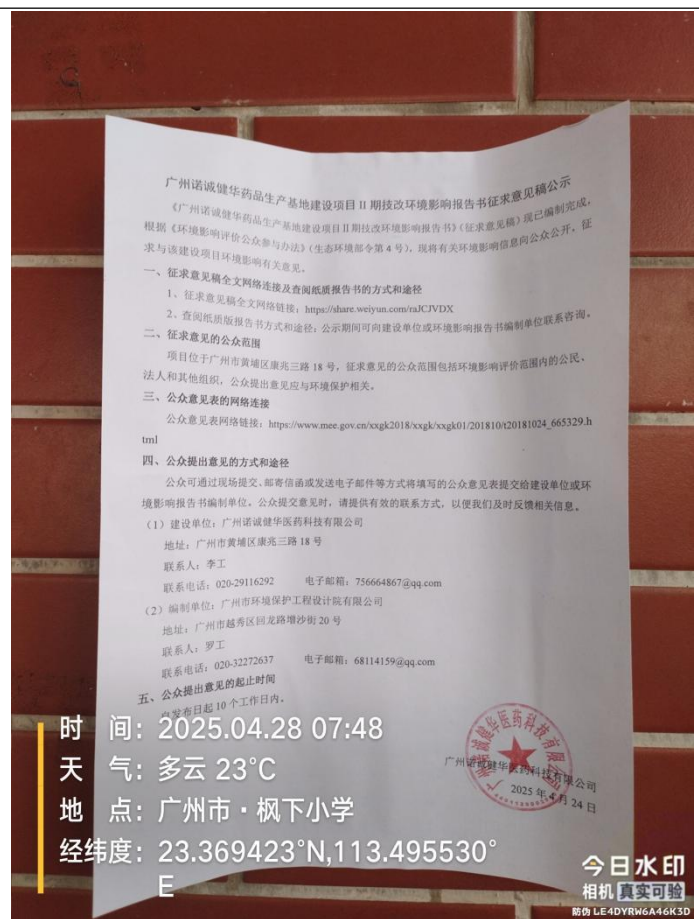 广州诺诚健华药品生产基地建设项目 II 期技改环境影响报告书征求意见稿公示
《广州诺诚健华药品生产基地建设项目 II 期技改环境影响报告书》(征求意见稿)现已编制完成,
根据《环境影响评价公众参与办法》(生态环境部令第 4 号),现将有关环境影响信息向公众公开,征
求与该建设项目环境影响有关意见。
一、征求意见稿全文网络连接及查阅纸质报告书的方式和途径
1、征求意见稿全文网络链接:https://share.weiyun.com/raJCJVDX
2、查阅纸质版报告书方式和途径:公示期间可向建设单位或环境影响报告书编制单位联系咨询。
二、征求意见的公众范围
项目位于广州市黄埔区康兆三路 18 号,征求意见的公众范围包括环境影响评价范围内的公民、
法人和其他组织,公众提出意见应与环境保护相关。
三、公众意见表的网络连接
公众意见表网络链接:https://www.mee.gov.cn/xxgk2018/xxgk/xxgk01/201810/t20181024_665329.h
tml
四、公众提出意见的方式和途径
公众可通过现场提交、邮寄信函或发送电子邮件等方式将填写的公众意见表提交给建设单位或环
境影响报告书编制单位。公众提交意见时,请提供有效的联系方式,以便我们及时反馈相关信息。
(1)建设单位:广州诺诚健华医药科技有限公司
地址:广州市黄埔区康兆三路 18 号
联系人:李工
联系电话:020-29116292 电子邮箱:756664867@qq.com
(2)编制单位:广州市环境保护工程设计院有限公司
地址:广州市越秀区回龙路增沙街 20 号
联系人:罗工
联系电话:020-32272637 电子邮箱:68114159@qq.com
五、公众提出意见的起止时间
自发布日起 10 个工作日内。
广州诺诚健华医药科技有限公司
广州诺诚健华医药科技有限公司
2025 年 4 月 24 日
时 间:2025.04.28 07:48
天 气:多云 23°C
地 点:广州市·枫下小学
经纬度:23.369423°N,113.495530°
E
今日水印
相机 真实可验
防伪 LE4DYRW6A46K3D